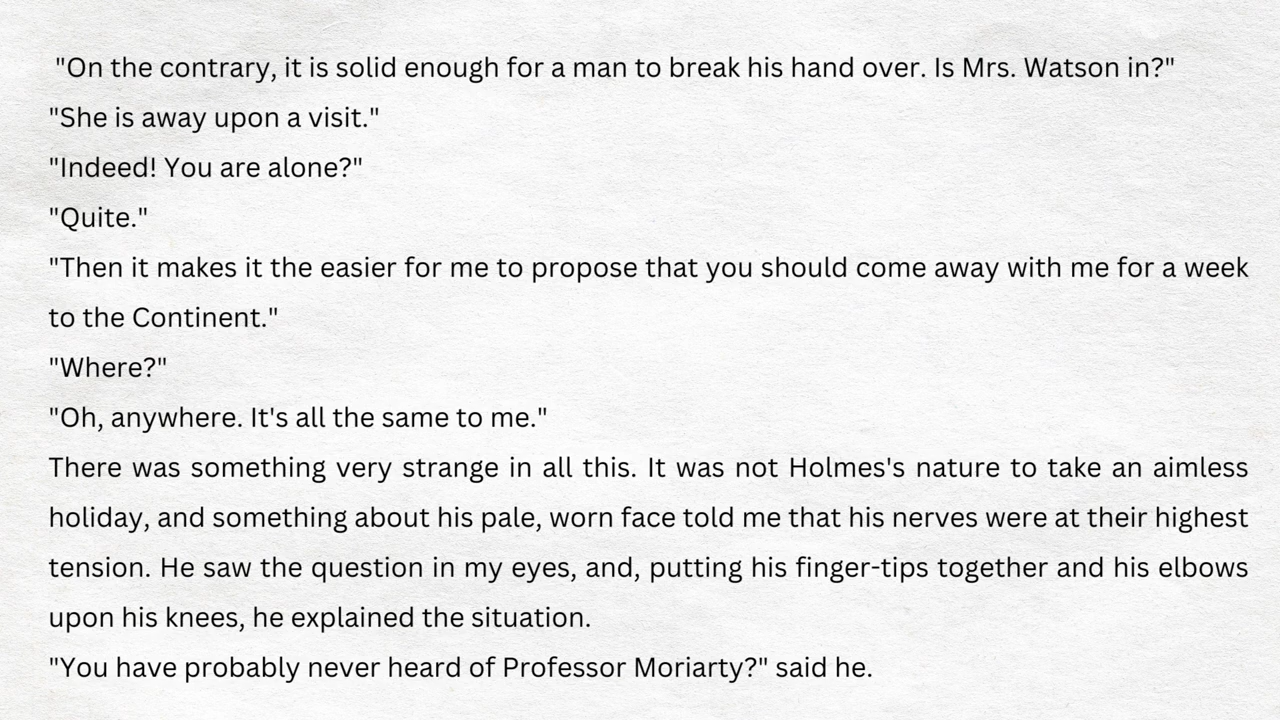 "On the contrary, it is solid enough for a man to break his hand over. Is Mrs. Watson in?"
"She is away upon a visit."
"Indeed! You are alone?"
"Quite."
"Then it makes it the easier for me to propose that you should come away with me for a week
to the Continent."
"Where?"
"Oh, anywhere. It's all the same to me."
There was something very strange in all this. It was not Holmes's nature to take an aimless
holiday, and something about his pale, worn face told me that his nerves were at their highest
tension. He saw the question in my eyes, and, putting his finger-tips together and his elbows
upon his knees, he explained the situation.
"You have probably never heard of Professor Moriarty?" said he.